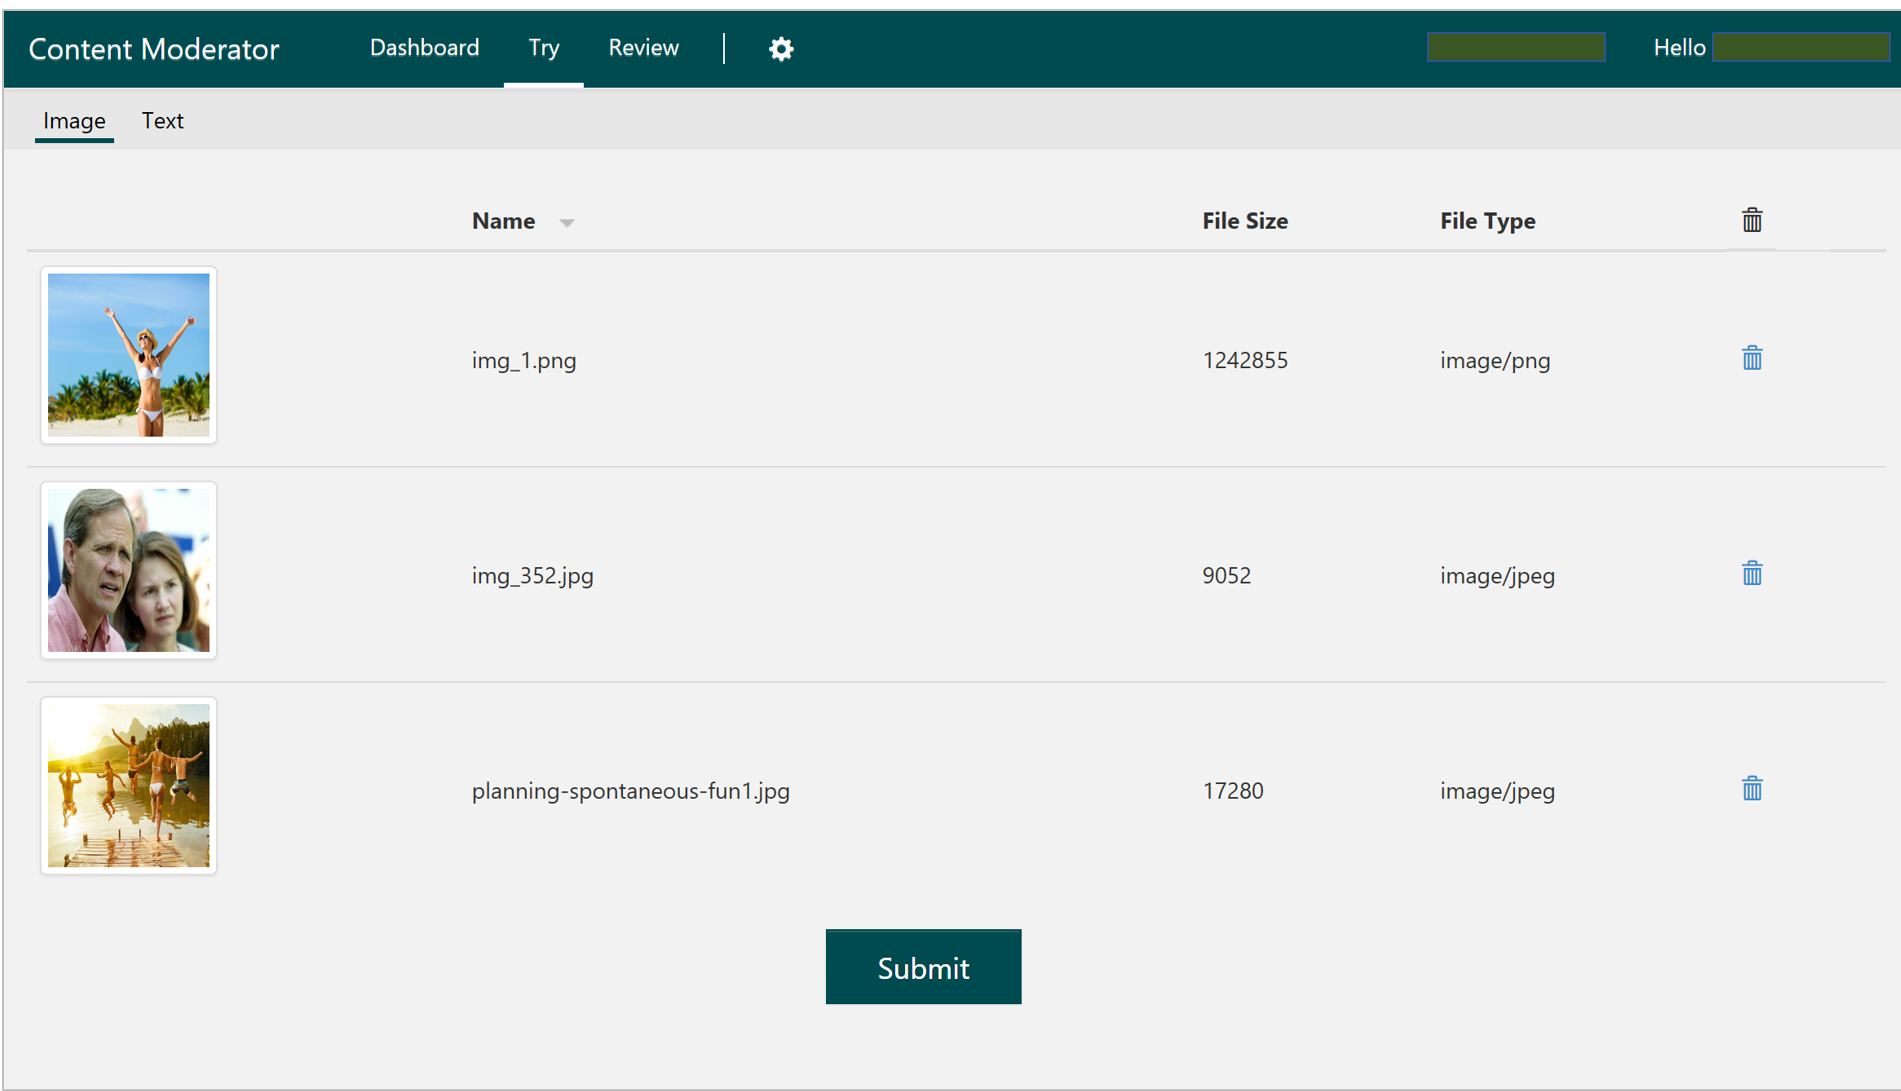 Content Moderator Dashboard Try Review Hello
Image Text
Name File Size File Type
img_1.png 1242855 image/png
img_352.jpg 9052 image/jpeg
planning-spontaneous-fun1.jpg 17280 image/jpeg
Submit